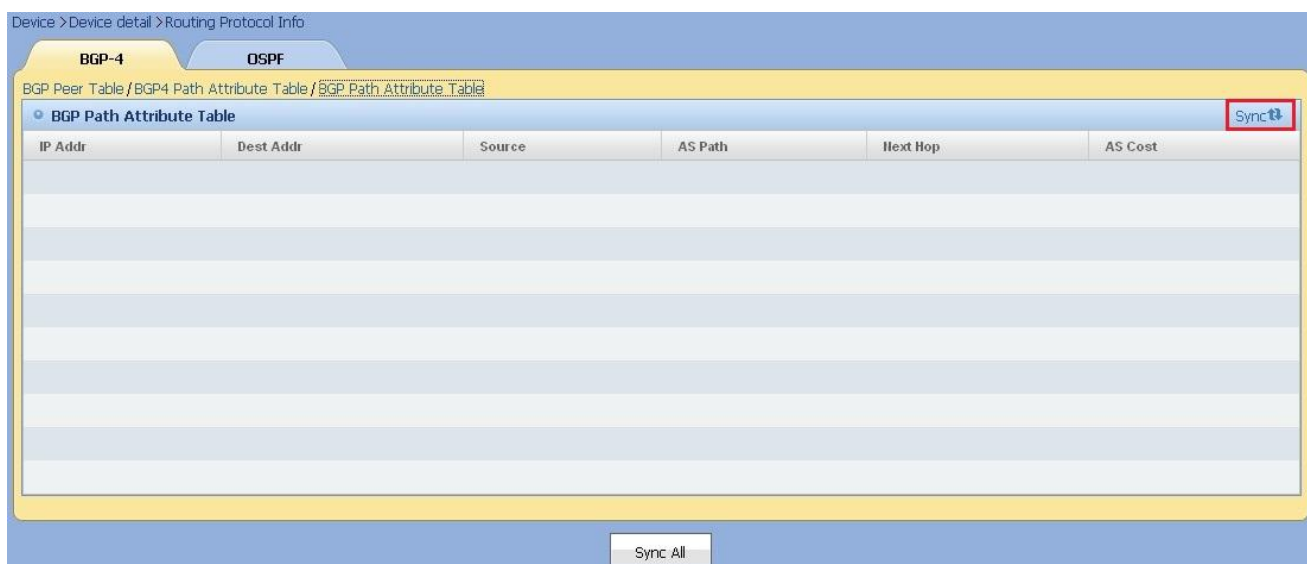 Device >Device detail >Routing Protocol Info
BGP-4 OSPF
BGP Peer Table / BGP4 Path Attribute Table / BGP Path Attribute Table
BGP Path Attribute Table Sync
IP Addr Dest Addr Source AS Path Next Hop AS Cost
Sync All